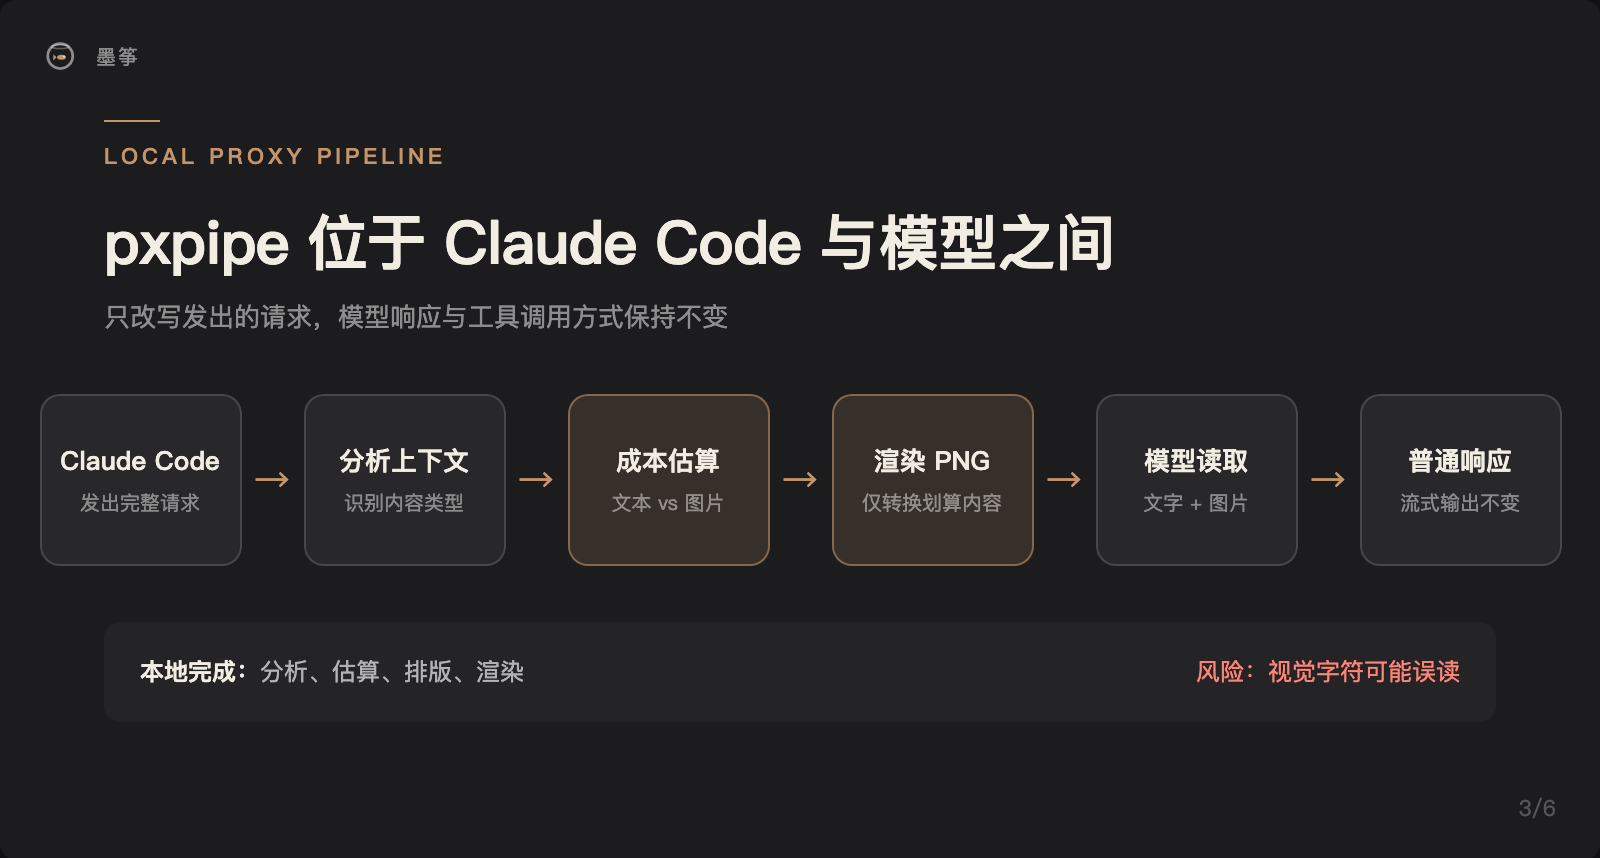 墨筝
LOCAL PROXY PIPELINE
pxpipe 位于 Claude Code 与模型之间
只改写发出的请求，模型响应与工具调用方式保持不变
Claude Code
发出完整请求
→
分析上下文
识别内容类型
→
成本估算
文本 vs 图片
→
渲染 PNG
仅转换划算内容
→
模型读取
文字 + 图片
→
普通响应
流式输出不变
本地完成：分析、估算、排版、渲染
风险：视觉字符可能误读
3/6